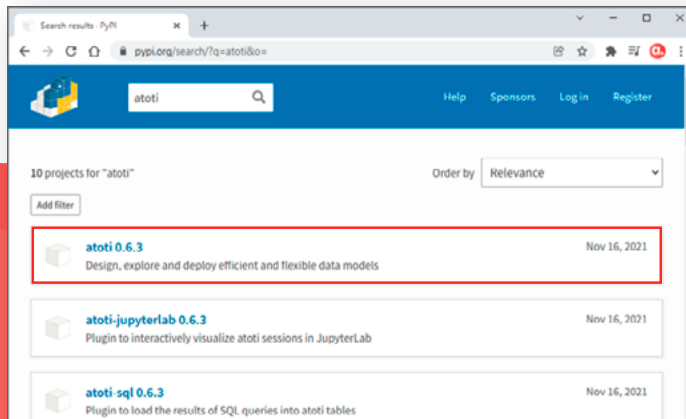 Search results · PyPI
pypi.org/search/?q=atoti&o=
atoti
Help Sponsors Log in Register
10 projects for "atoti"
Order by Relevance
Add filter
atoti 0.6.3
Nov 16, 2021
Design, explore and deploy efficient and flexible data models
atoti-jupyterlab 0.6.3
Nov 16, 2021
Plugin to interactively visualize atoti sessions in JupyterLab
atoti-sql 0.6.3
Nov 16, 2021
Plugin to load the results of SQL queries into atoti tables